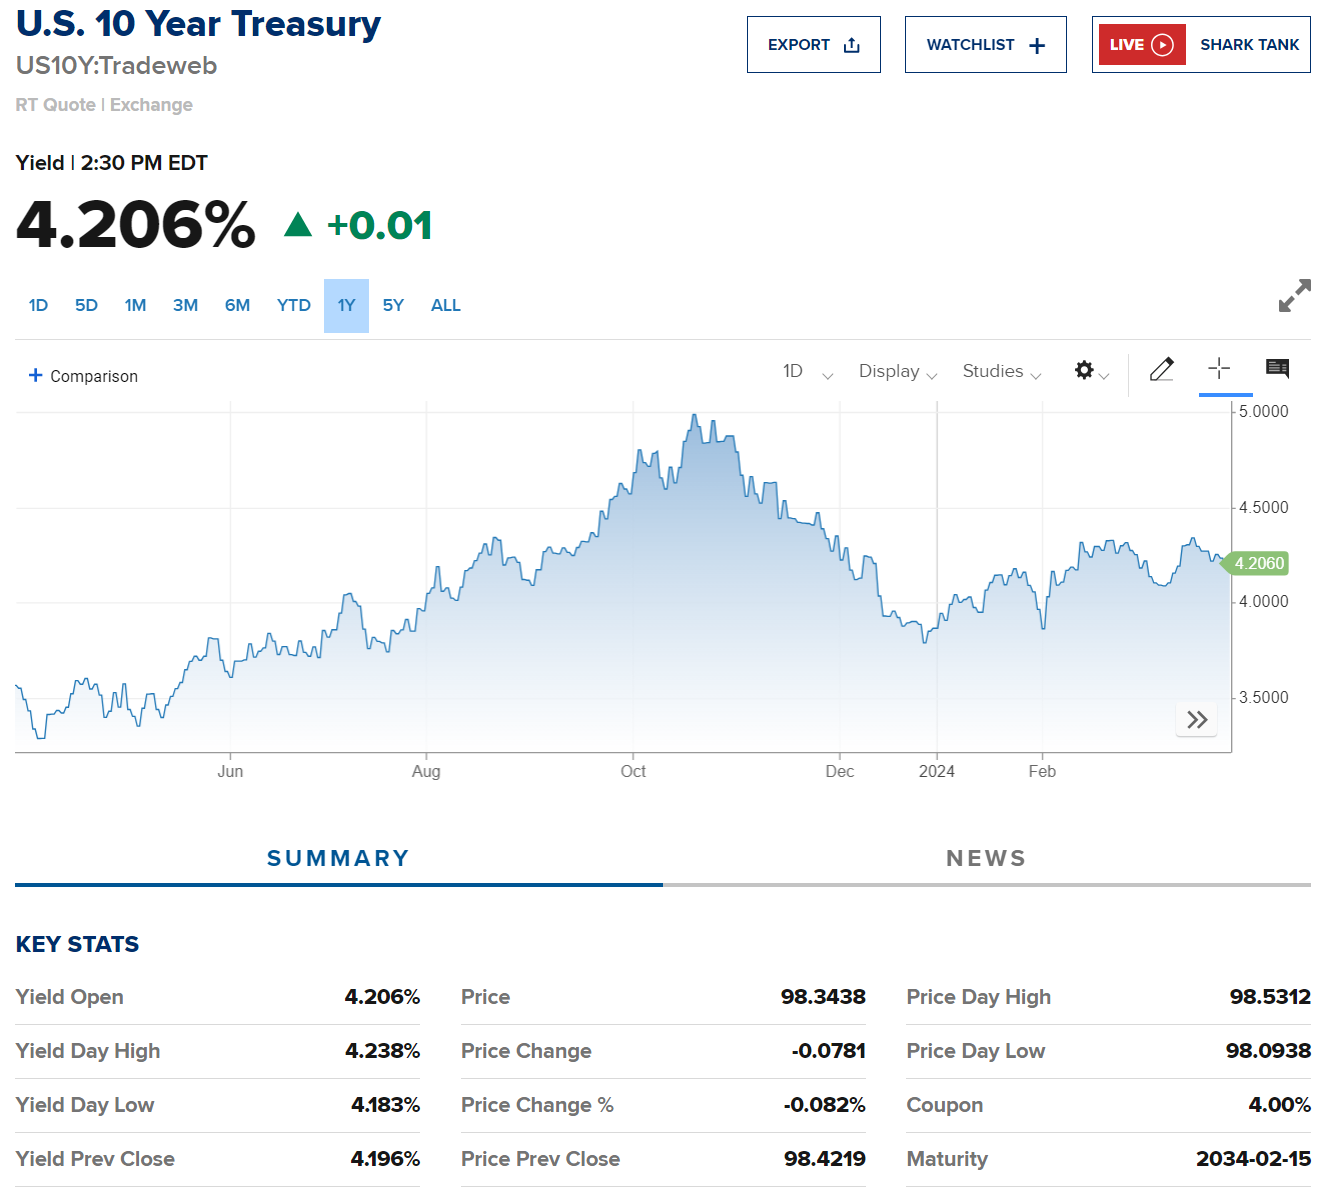 U.S. 10 Year Treasury
US10Y:Tradeweb
RT Quote | Exchange
EXPORT
WATCHLIST
LIVE
SHARK TANK
Yield | 2:30 PM EDT
4.206% +0.01
1D 5D 1M 3M 6M YTD 1Y 5Y ALL
+ Comparison
1D Display Studies
5.0000
4.5000
4.2060
4.0000
3.5000
Jun Aug Oct Dec 2024 Feb
SUMMARY NEWS
KEY STATS
Yield Open 4.206% Price 98.3438 Price Day High 98.5312
Yield Day High 4.238% Price Change -0.0781 Price Day Low 98.0938
Yield Day Low 4.183% Price Change % -0.082% Coupon 4.00%
Yield Prev Close 4.196% Price Prev Close 98.4219 Maturity 2034-02-15